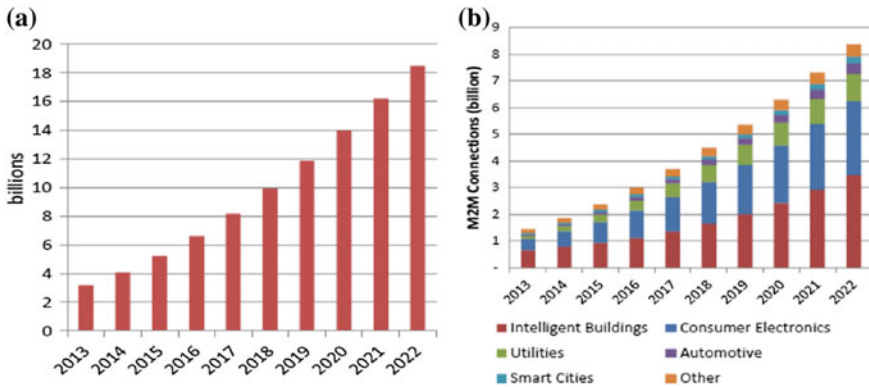 (a)
20
18
16
14
12
10
8
6
4
2
0
billions
2013 2014 2015 2016 2017 2018 2019 2020 2021 2022
(b)
9
8
7
6
5
4
3
2
1
-
M2M Connections (billion)
2013 2014 2015 2016 2017 2018 2019 2020 2021 2022
Intelligent Buildings Consumer Electronics
Utilities Automotive
Smart Cities Other